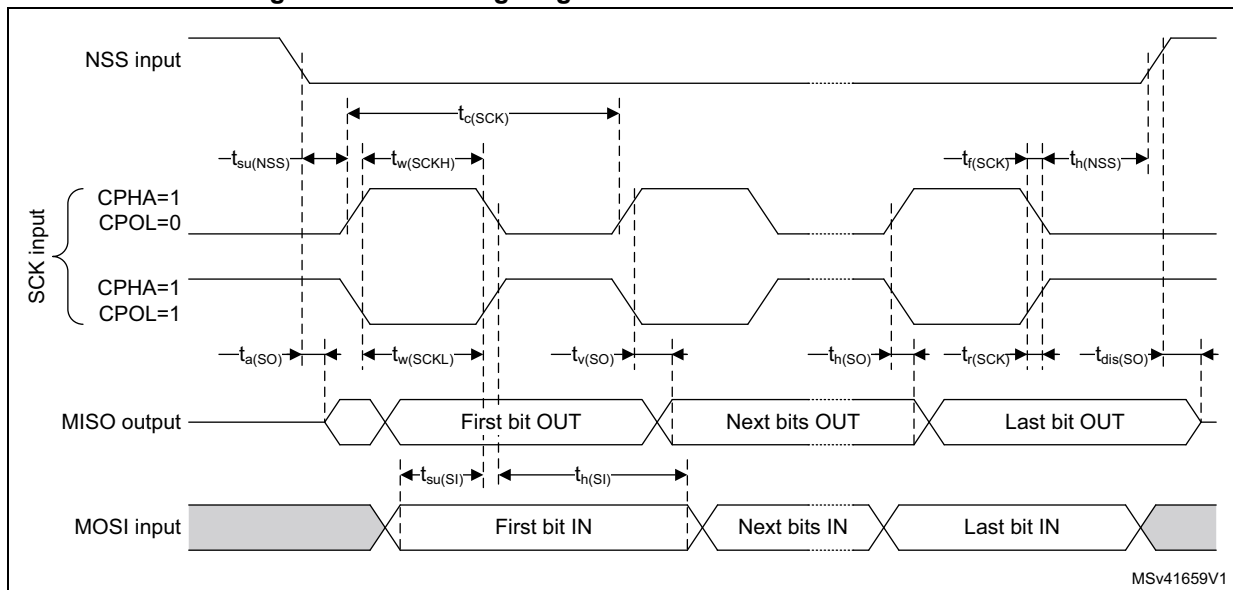 NSS input
tc(SCK)
tsu(NSS)
tw(SCKH)
tf(SCK)
th(NSS)
SCK input
CPHA=1
CPOL=0
CPHA=1
CPOL=1
ta(SO)
tw(SCKL)
tv(SO)
th(SO)
tr(SCK)
tdis(SO)
MISO output
First bit OUT
Next bits OUT
Last bit OUT
tsu(SI)
th(SI)
MOSI input
First bit IN
Next bits IN
Last bit IN
MSv41659V1